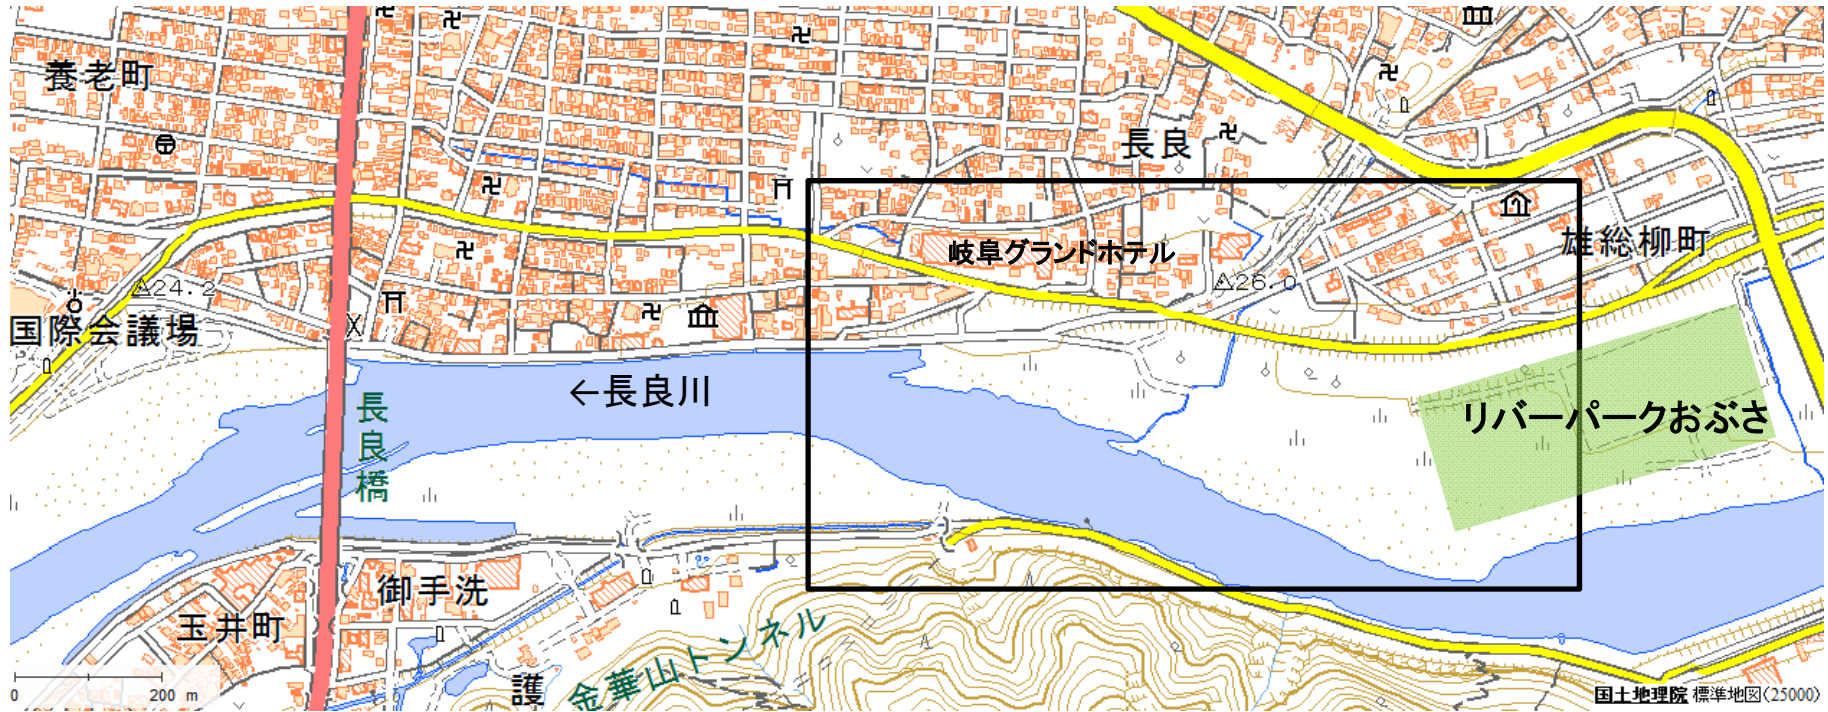 養老町
長良
岐阜グランドホテル
雄総柳町
26.0
24.2
国際会議場
←長良川
長良橋
リバーパークおぶさ
御手洗
玉井町
金華山トンネル
護
0 200 m
国土地理院 標準地図(25000)